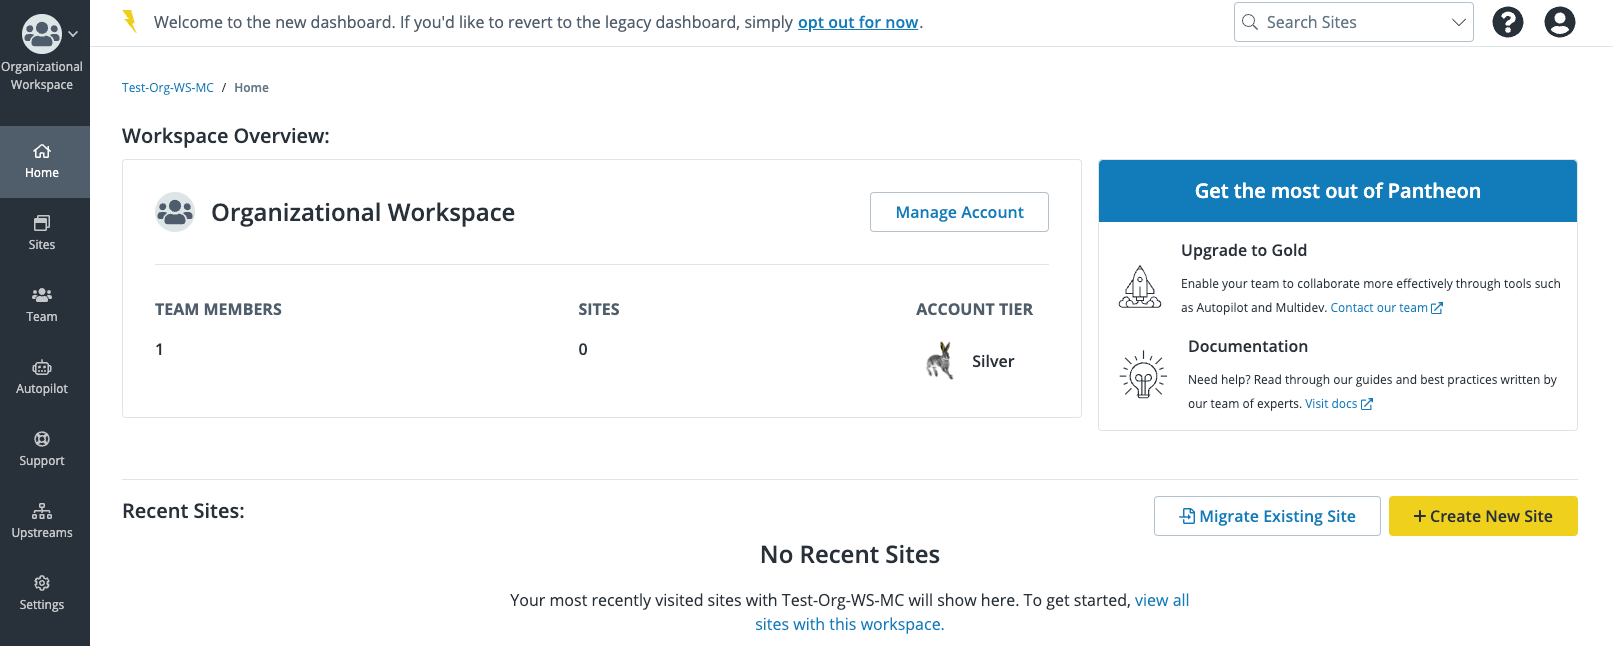 Welcome to the new dashboard. If you'd like to revert to the legacy dashboard, simply opt out for now.
Search Sites
Organizational
Workspace
Home
Sites
Team
Autopilot
Support
Upstreams
Settings
Test-Org-WS-MC / Home
Workspace Overview:
Organizational Workspace
Manage Account
TEAM MEMBERS
SITES
ACCOUNT TIER
1
0
Silver
Get the most out of Pantheon
Upgrade to Gold
Enable your team to collaborate more effectively through tools such
as Autopilot and Multidev. Contact our team
Documentation
Need help? Read through our guides and best practices written by
our team of experts. Visit docs
Recent Sites:
Migrate Existing Site
+ Create New Site
No Recent Sites
Your most recently visited sites with Test-Org-WS-MC will show here. To get started, view all
sites with this workspace.